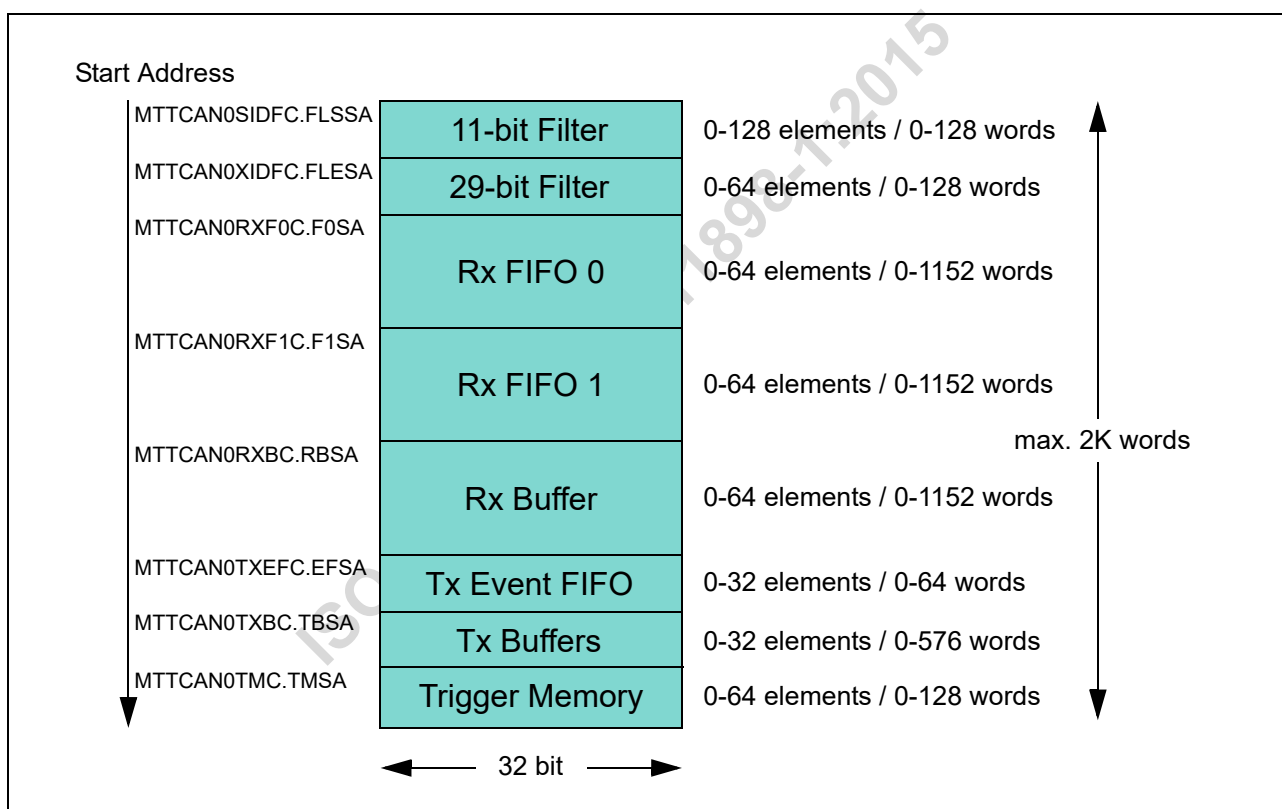 Start Address
MTTCAN0SIDFC.FLSSA
11-bit Filter
0-128 elements / 0-128 words
MTTCAN0XIDFC.FLESA
29-bit Filter
0-64 elements / 0-128 words
MTTCAN0RXF0C.F0SA
Rx FIFO 0
0-64 elements / 0-1152 words
MTTCAN0RXF1C.F1SA
Rx FIFO 1
0-64 elements / 0-1152 words
max. 2K words
MTTCAN0RXBC.RBSA
Rx Buffer
0-64 elements / 0-1152 words
MTTCAN0TXEFC.EFSA
Tx Event FIFO
0-32 elements / 0-64 words
MTTCAN0TXBC.TBSA
Tx Buffers
0-32 elements / 0-576 words
MTTCAN0TMC.TMSA
Trigger Memory
0-64 elements / 0-128 words
32 bit
ISO 11898-1:2015